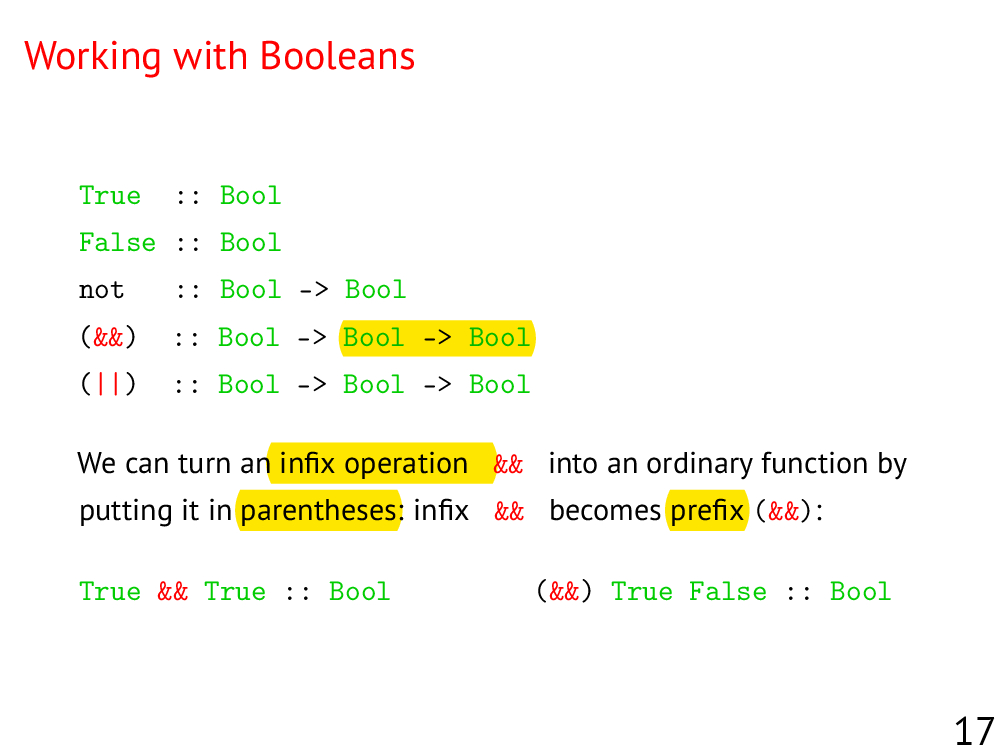 Working with Booleans
True :: Bool
False :: Bool
not :: Bool -> Bool
(&&) :: Bool -> Bool -> Bool
(||) :: Bool -> Bool -> Bool
We can turn an infix operation && into an ordinary function by
putting it in parentheses: infix && becomes prefix (&&):
True && True :: Bool (&&) True False :: Bool
17